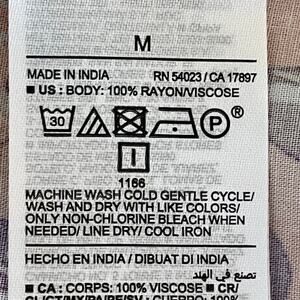 M
MADE IN INDIA RN 54023 / CA 17897
■ US : BODY: 100% RAYON/VISCOSE
30 P ®
I
1166
MACHINE WASH COLD GENTLE CYCLE/
WASH AND DRY WITH LIKE COLORS/
ONLY NON-CHLORINE BLEACH WHEN
NEEDED/ LINE DRY/ COOL IRON
HECHO EN INDIA / DIBUAT DI INDIA
تصنع في الهند
■ CA : CORPS: 100% VISCOSE ■ CR/